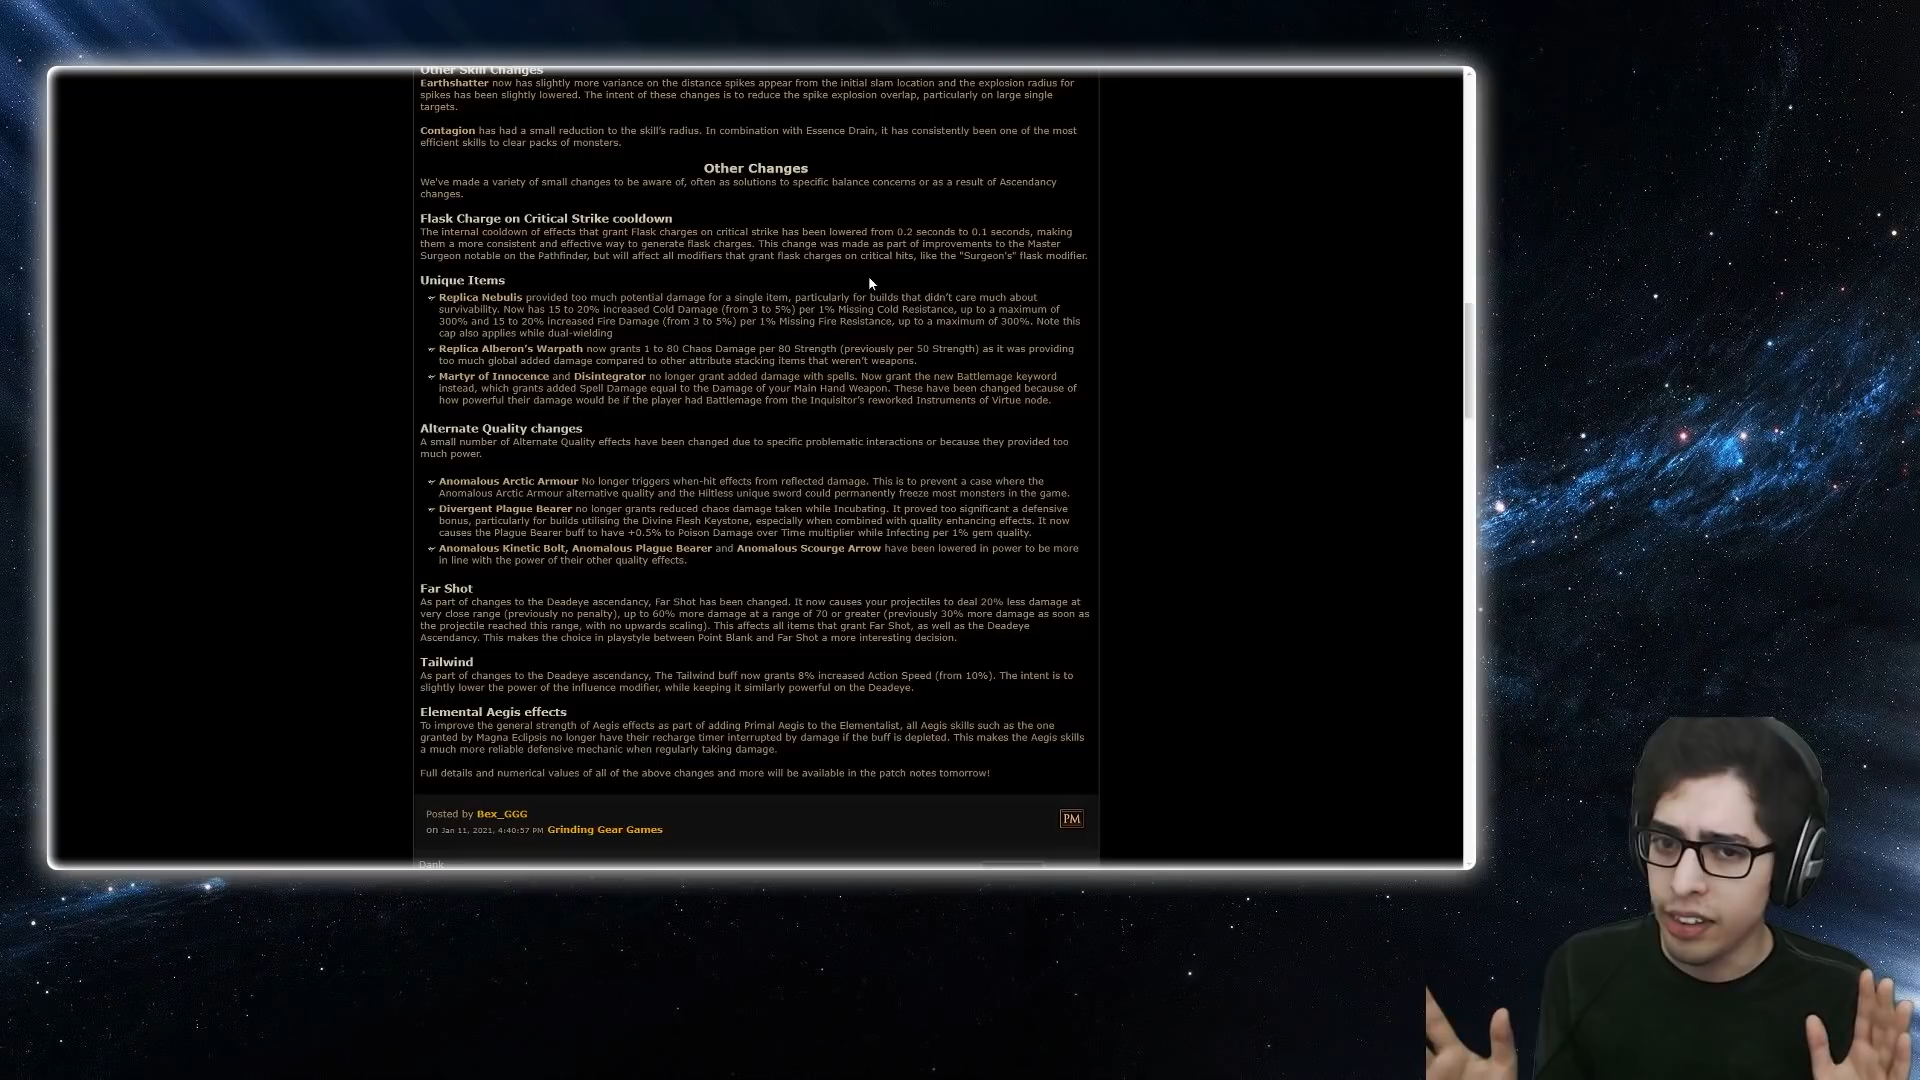 Other Skill Changes
Earthshatter now has slightly more variance on the distance spikes appear from the initial slam location and the explosion radius for
spikes has been slightly lowered. The intent of these changes is to reduce the spike explosion overlap, particularly on large single
targets.
Contagion has had a small reduction to the skill's radius. In combination with Essence Drain, it has consistently been one of the most
efficient skills to clear packs of monsters.
Other Changes
We've made a variety of small changes to be aware of, often as solutions to specific balance concerns or as a result of Ascendancy
changes.
Flask Charge on Critical Strike cooldown
The internal cooldown of effects that grant Flask charges on critical strike has been lowered from 0.2 seconds to 0.1 seconds, making
them a more consistent and effective way to generate flask charges. This change was made as part of improvements to the Master
Surgeon notable on the Pathfinder, but will affect all modifiers that grant flask charges on critical hits, like the "Surgeon's" flask modifier.
Unique Items
Replica Nebulis provided too much potential damage for a single item, particularly for builds that didn't care much about
survivability. Now has 15 to 20% increased Cold Damage (from 3 to 5%) per 1% Missing Cold Resistance, up to a maximum of
300% and 15 to 20% increased Fire Damage (from 3 to 5%) per 1% Missing Fire Resistance, up to a maximum of 300%. Note this
cap also applies while dual-wielding
Replica Alberon's Warpath now grants 1 to 80 Chaos Damage per 80 Strength (previously per 50 Strength) as it was providing
too much global added damage compared to other attribute stacking items that weren't weapons.
Martyr of Innocence and Disintegrator no longer grant added damage with spells. Now grant the new Battlemage keyword
instead, which grants added Spell Damage equal to the Damage of your Main Hand Weapon. These have been changed because of
how powerful their damage would be if the player had Battlemage from the Inquisitor's reworked Instruments of Virtue node.
Alternate Quality changes
A small number of Alternate Quality effects have been changed due to specific problematic interactions or because they provided too
much power.
Anomalous Arctic Armour No longer triggers when-hit effects from reflected damage. This is to prevent a case where the
Anomalous Arctic Armour alternative quality and the Hiltless unique sword could permanently freeze most monsters in the game.
Divergent Plague Bearer no longer grants reduced chaos damage taken while Incubating. It proved too significant a defensive
bonus, particularly for builds utilising the Divine Flesh Keystone, especially when combined with quality enhancing effects. It now
causes the Plague Bearer buff to have +0.5% to Poison Damage over Time multiplier while Infecting per 1% gem quality.
Anomalous Kinetic Bolt, Anomalous Plague Bearer and Anomalous Scourge Arrow have been lowered in power to be more
in line with the power of their other quality effects.
Far Shot
As part of changes to the Deadeye ascendancy, Far Shot has been changed. It now causes your projectiles to deal 20% less damage at
very close range (previously no penalty), up to 60% more damage at a range of 70 or greater (previously 30% more damage as soon as
the projectile reached this range, with no upwards scaling). This affects all items that grant Far Shot, as well as the Deadeye
Ascendancy. This makes the choice in playstyle between Point Blank and Far Shot a more interesting decision.
Tailwind
As part of changes to the Deadeye ascendancy, The Tailwind buff now grants 8% increased Action Speed (from 10%). The intent is to
slightly lower the power of the influence modifier, while keeping it similarly powerful on the Deadeye.
Elemental Aegis effects
To improve the general strength of Aegis effects as part of adding Primal Aegis to the Elementalist, all Aegis skills such as the one
granted by Magna Eclipsis no longer have their recharge timer interrupted by damage if the buff is depleted. This makes the Aegis skills
a much more reliable defensive mechanic when regularly taking damage.
Full details and numerical values of all of the above changes and more will be available in the patch notes tomorrow!
Posted by Bex_GGG
PM
on Jan 11, 2021, 4:40:57 PM Grinding Gear Games
Dank